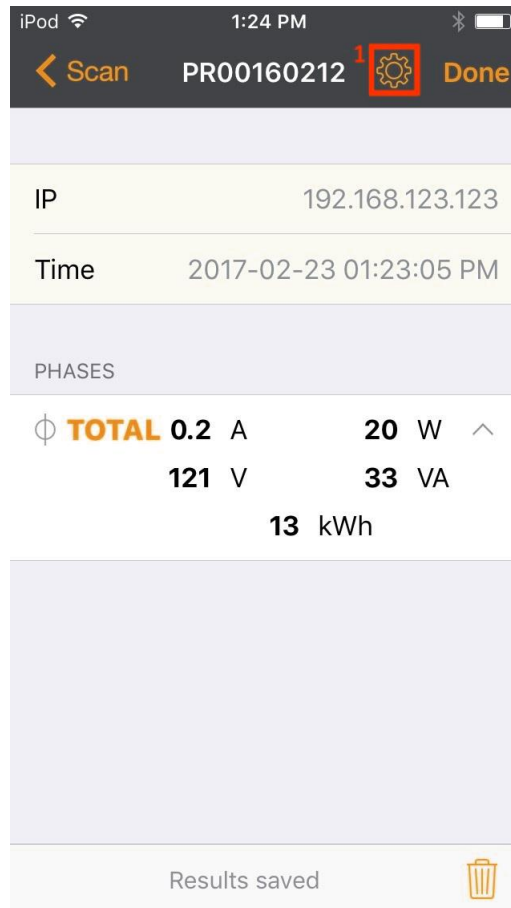 iPod 1:24 PM
Scan PR00160212 1 Done
IP 192.168.123.123
Time 2017-02-23 01:23:05 PM
PHASES
ϕ TOTAL 0.2 A 20 W
121 V 33 VA
13 kWh
Results saved